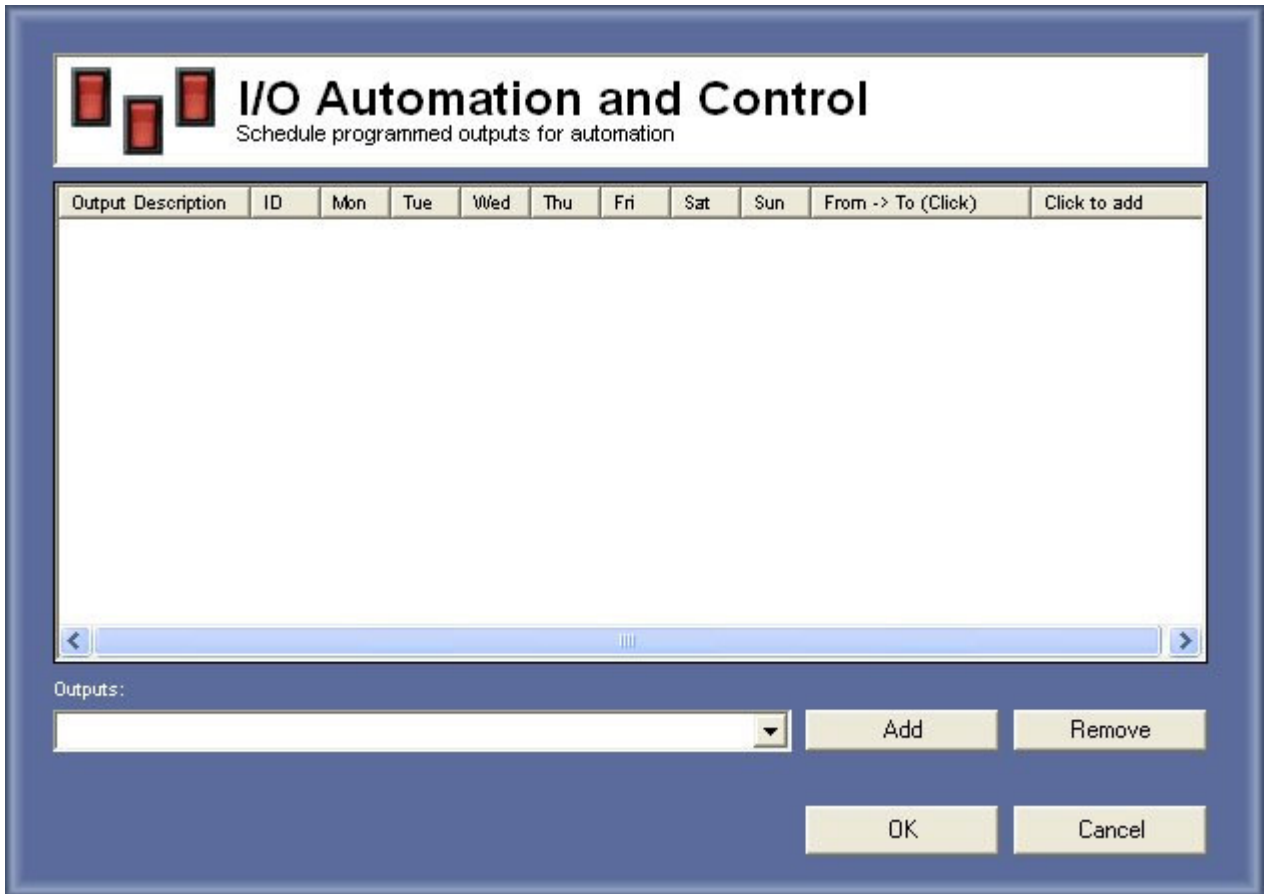 I/O Automation and Control
Schedule programmed outputs for automation
Output Description ID Mon Tue Wed Thu Fri Sat Sun From -> To (Click) Click to add
Outputs:
Add Remove
OK Cancel